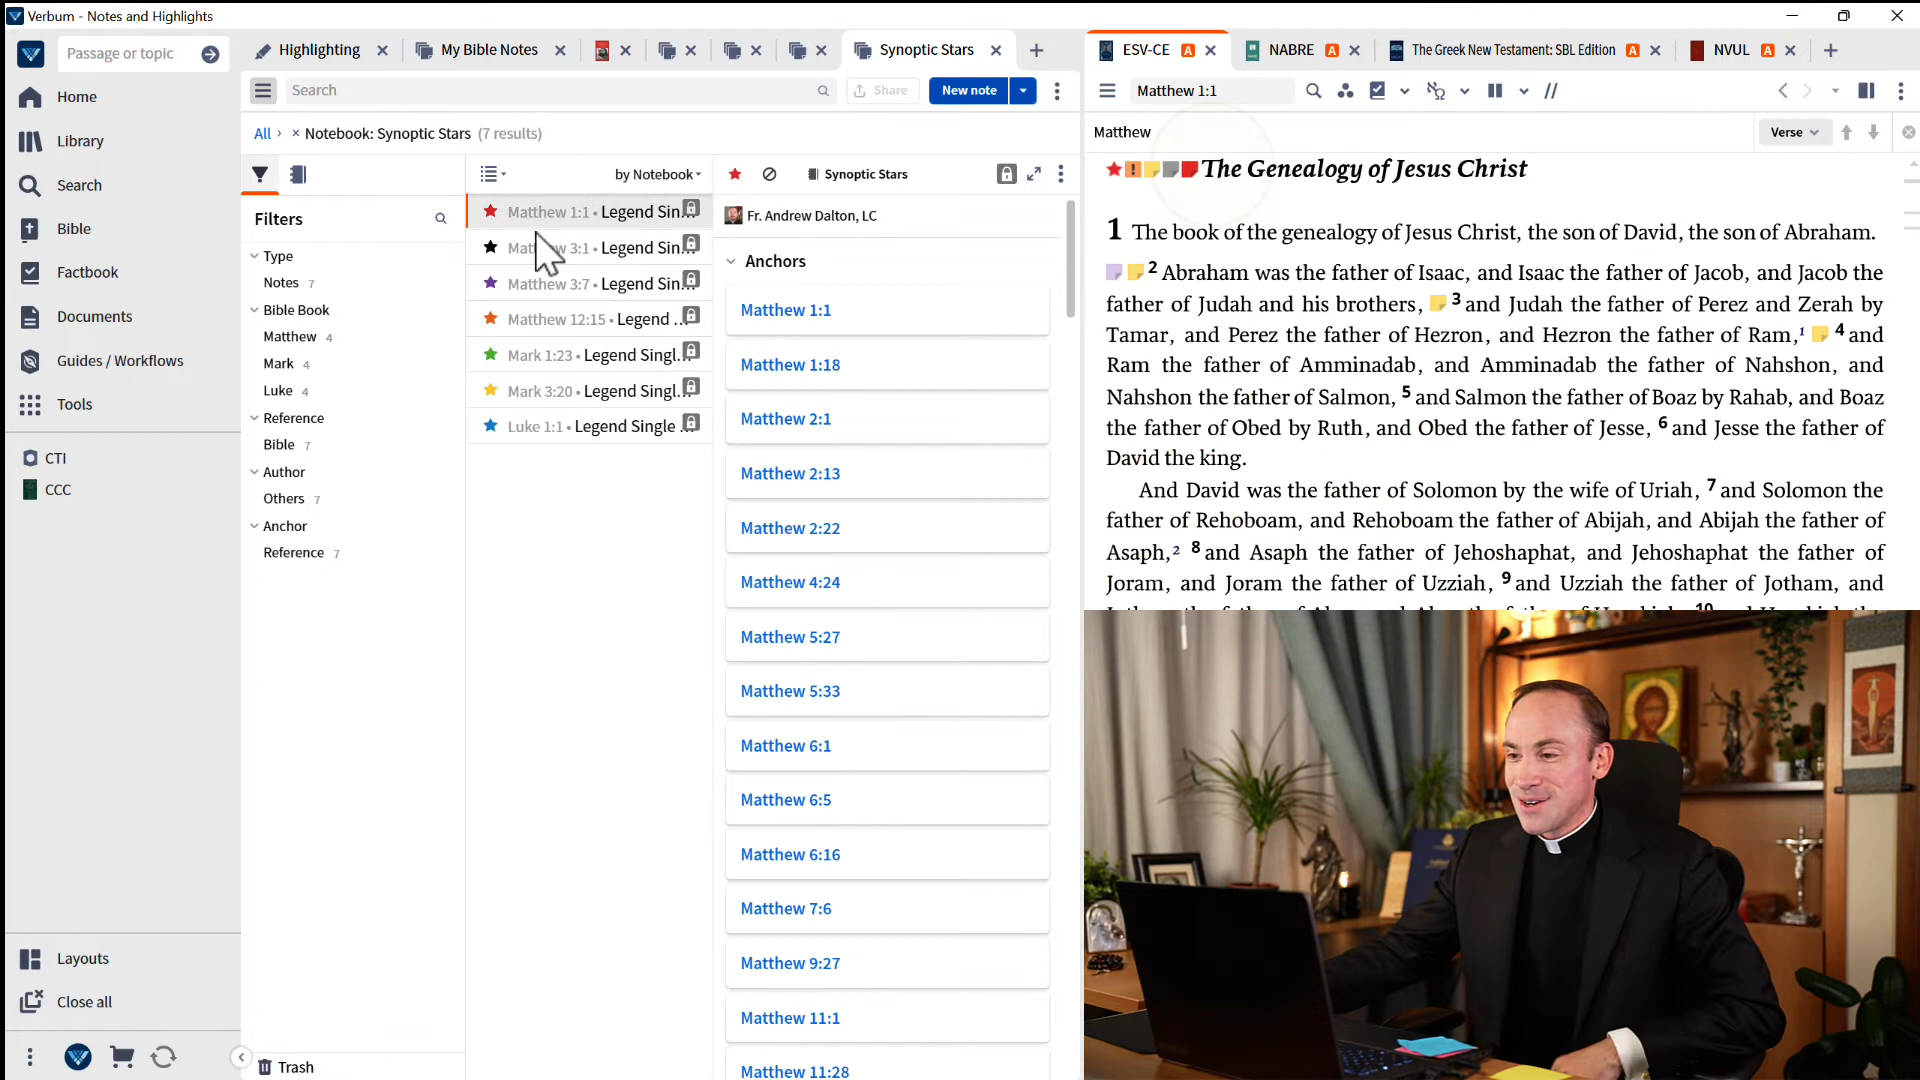 Verbum - Notes and Highlights
Passage or topic
Highlighting
My Bible Notes
Synoptic Stars
ESV-CE A
NABRE A
The Greek New Testament: SBL Edition A
NVUL A
Home
Library
Search
Bible
Factbook
Documents
Guides / Workflows
Tools
CTI
CCC
Layouts
Close all
Search
Share
New note
All › × Notebook: Synoptic Stars (7 results)
Filters
Type
Notes 7
Bible Book
Matthew 4
Mark 4
Luke 4
Reference
Bible 7
Author
Others 7
Anchor
Reference 7
Trash
by Notebook
Matthew 1:1 • Legend Sin...
Matthew 3:1 • Legend Sin...
Matthew 3:7 • Legend Sin...
Matthew 12:15 • Legend ...
Mark 1:23 • Legend Singl...
Mark 3:20 • Legend Singl...
Luke 1:1 • Legend Single ...
Synoptic Stars
Fr. Andrew Dalton, LC
Anchors
Matthew 1:1
Matthew 1:18
Matthew 2:1
Matthew 2:13
Matthew 2:22
Matthew 4:24
Matthew 5:27
Matthew 5:33
Matthew 6:1
Matthew 6:5
Matthew 6:16
Matthew 7:6
Matthew 9:27
Matthew 11:1
Matthew 11:28
Matthew 1:1
Matthew
Verse
The Genealogy of Jesus Christ
1 The book of the genealogy of Jesus Christ, the son of David, the son of Abraham.
2 Abraham was the father of Isaac, and Isaac the father of Jacob, and Jacob the
father of Judah and his brothers, 3 and Judah the father of Perez and Zerah by
Tamar, and Perez the father of Hezron, and Hezron the father of Ram,1 4 and
Ram the father of Amminadab, and Amminadab the father of Nahshon, and
Nahshon the father of Salmon, 5 and Salmon the father of Boaz by Rahab, and Boaz
the father of Obed by Ruth, and Obed the father of Jesse, 6 and Jesse the father of
David the king.
And David was the father of Solomon by the wife of Uriah, 7 and Solomon the
father of Rehoboam, and Rehoboam the father of Abijah, and Abijah the father of
Asaph,2 8 and Asaph the father of Jehoshaphat, and Jehoshaphat the father of
Joram, and Joram the father of Uzziah, 9 and Uzziah the father of Jotham, and
10